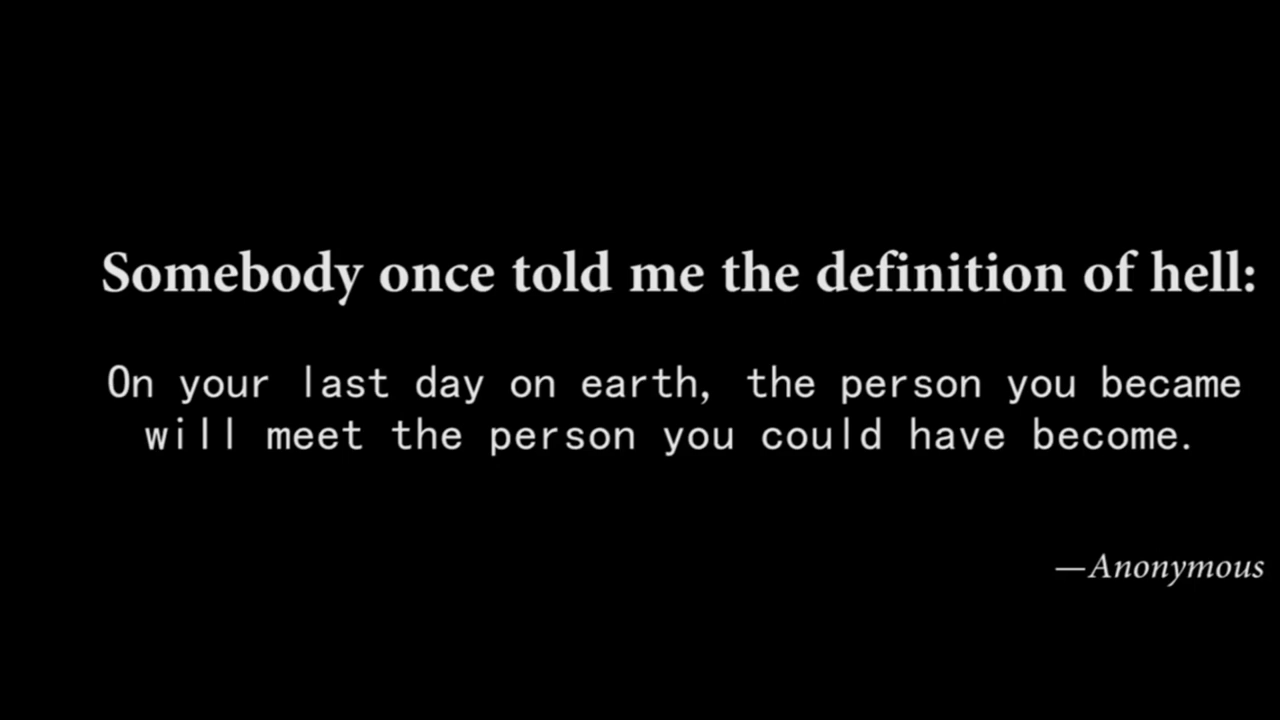 Somebody once told me the definition of hell:
On your last day on earth, the person you became
will meet the person you could have become.
—Anonymous